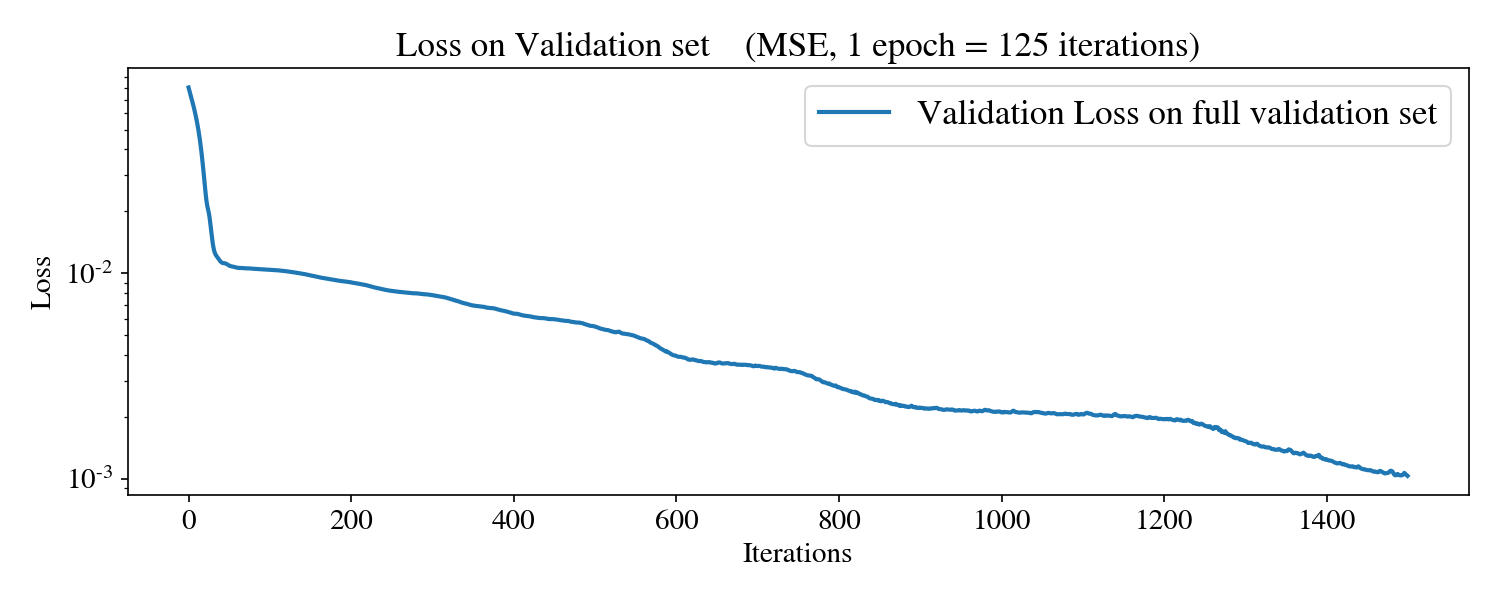 Loss on Validation set (MSE, 1 epoch = 125 iterations)
Validation Loss on full validation set
Loss
10⁻²
10⁻³
0 200 400 600 800 1000 1200 1400
Iterations